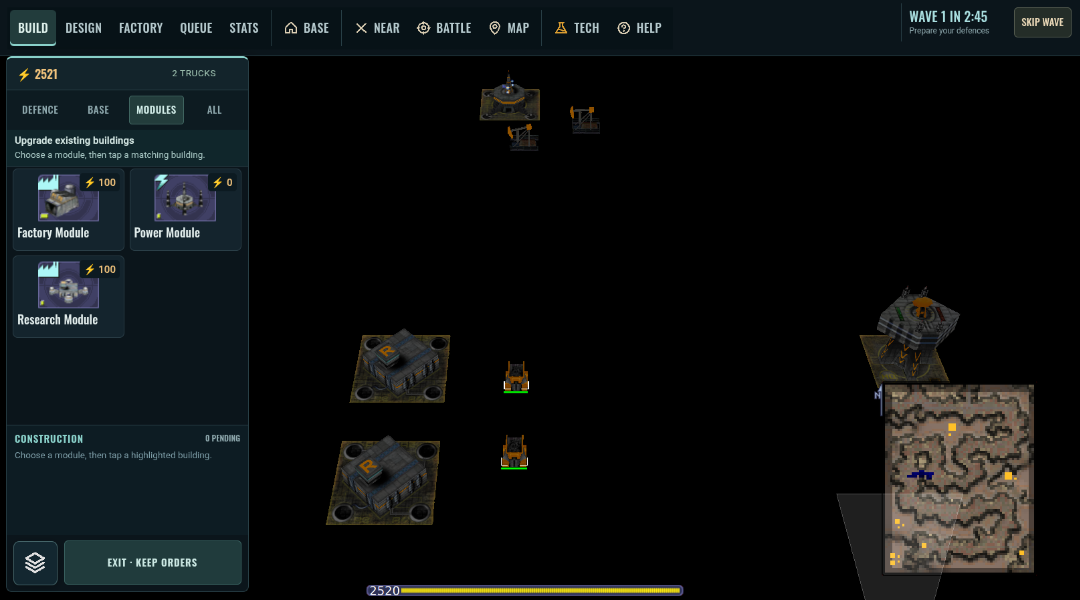 BUILD DESIGN FACTORY QUEUE STATS BASE NEAR BATTLE MAP TECH HELP
WAVE 1 IN 2:45
Prepare your defences
SKIP WAVE
2521
2 TRUCKS
DEFENCE BASE MODULES ALL
Upgrade existing buildings
Choose a module, then tap a matching building.
100
Factory Module
0
Power Module
100
Research Module
R
R
N
CONSTRUCTION
0 PENDING
Choose a module, then tap a highlighted building.
EXIT · KEEP ORDERS
2520